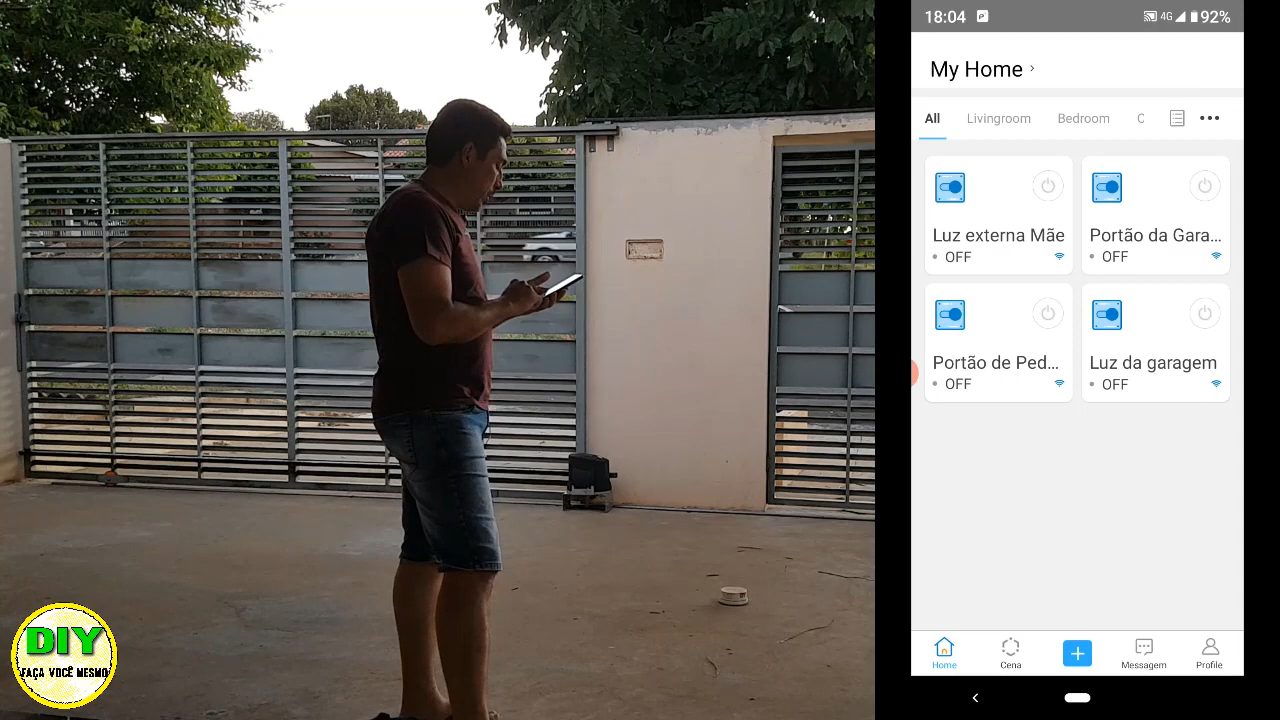 18:04
4G
92%
My Home
All
Livingroom
Bedroom
C
Luz externa Mãe
OFF
Portão da Gara...
OFF
Portão de Ped...
OFF
Luz da garagem
OFF
Home
Cena
Messagem
Profile
DIY
FAÇA VOCÊ MESMO